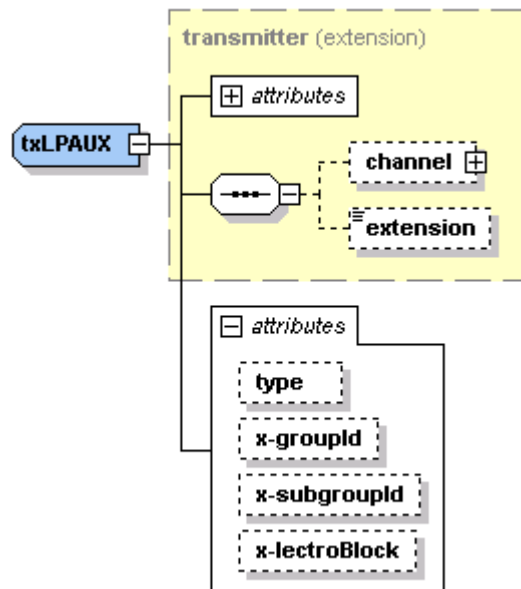 transmitter (extension)
attributes
txLPAUX
channel
extension
attributes
type
x-groupId
x-subgroupId
x-lectroBlock